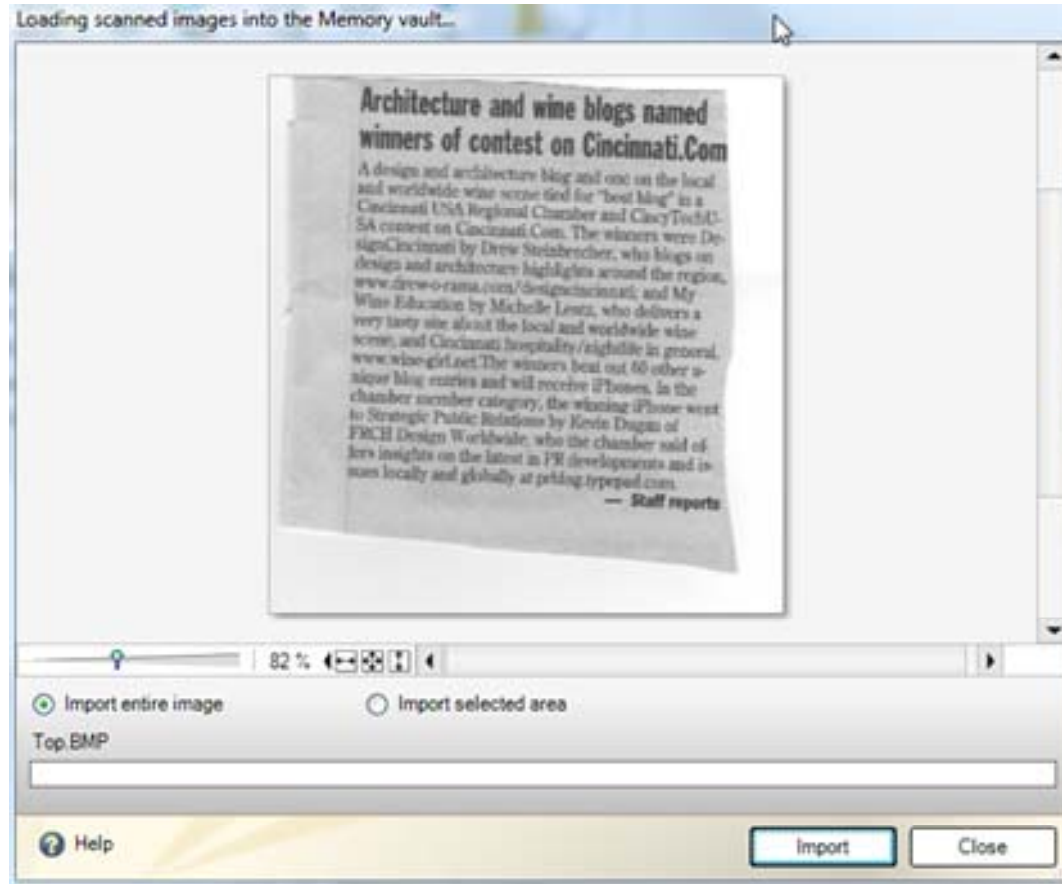 Loading scanned images into the Memory vault...
Architecture and wine blogs named
winners of contest on Cincinnati.Com
A design and architecture blog and one on the local
and worldwide wine scene tied for "best blog" in a
Cincinnati USA Regional Chamber and CincyTechU-
SA contest on Cincinnati.Com. The winners were De-
signCincinnati by Drew Steinbrecher, who blogs on
design and architecture highlights around the region,
www.drew-o-rama.com/designcincinnati; and My
Wine Education by Michelle Lentz, who delivers a
very tasty site about the local and worldwide wine
scene, and Cincinnati hospitality/nightlife in general,
www.wine-girl.net.The winners beat out 60 other u-
nique blog entries and will receive iPhones. In the
chamber member category, the winning iPhone went
to Strategic Public Relations by Kevin Dugan of
FRCH Design Worldwide, who the chamber said of-
fers insights on the latest in PR developments and is-
sues locally and globally at prblog.typepad.com.
— Staff reports
82 %
Import entire image
Import selected area
Top.BMP
Help
Import
Close